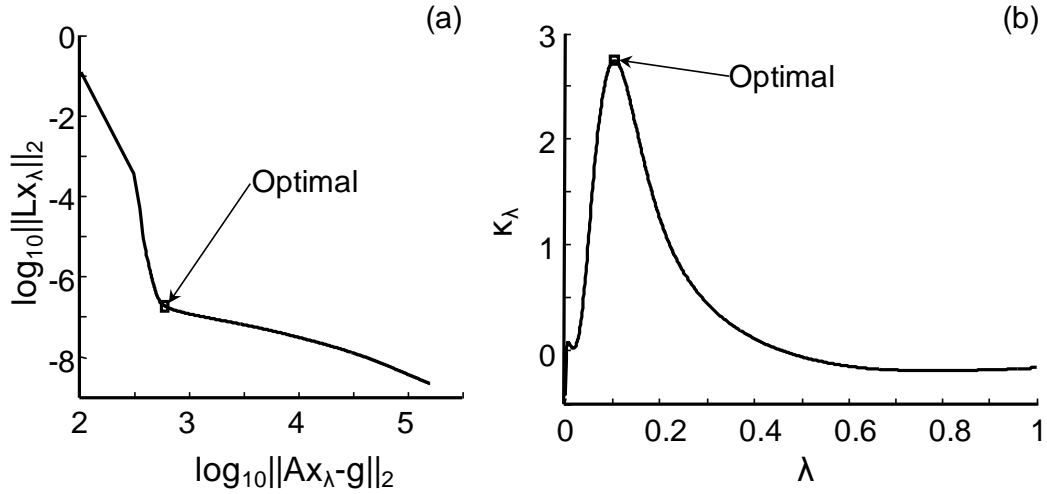 (a)
0
-2
-4
-6
-8
log₁₀||Lx_λ||₂
Optimal
2
3
4
5
log₁₀||Ax_λ-g||₂
(b)
3
2
1
0
κ_λ
Optimal
0
0.2
0.4
0.6
0.8
1
λ